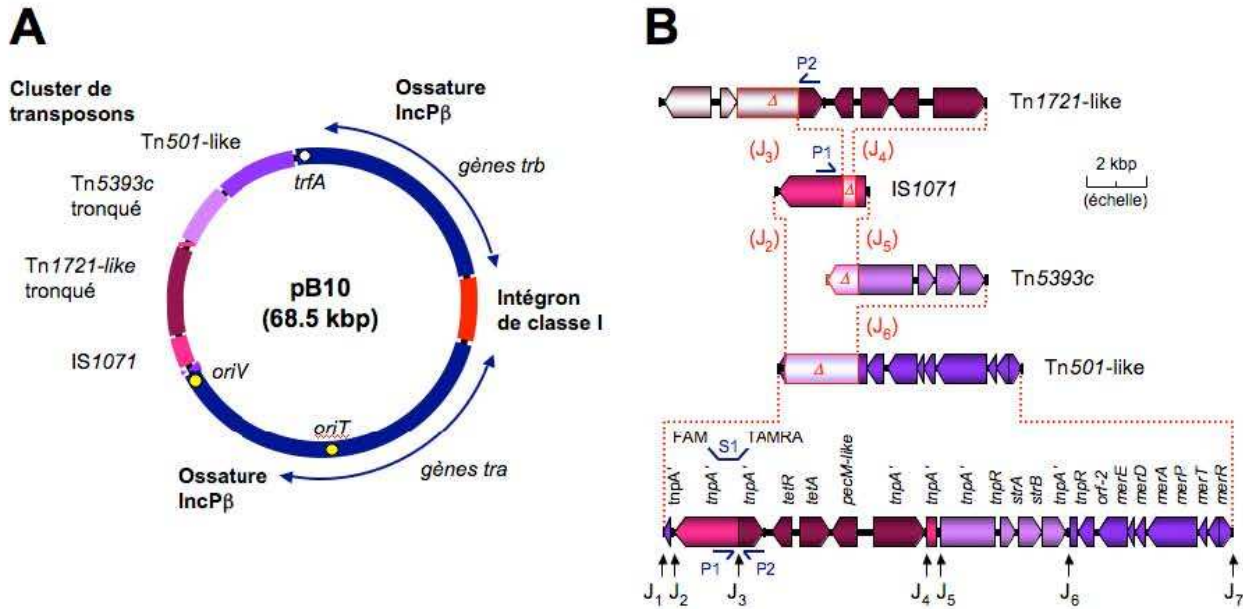 A
Cluster de
transposons
Ossature
IncPβ
Tn501-like
gènes trb
trfA
Tn5393c
tronqué
Tn1721-like
tronqué
pB10
(68.5 kbp)
Intégron
de classe I
IS1071
oriV
oriT
gènes tra
Ossature
IncPβ
B
P2
Δ
Tn1721-like
(J3)
(J4)
P1
2 kbp
(échelle)
Δ
IS1071
(J2)
(J5)
Δ
Tn5393c
(J6)
Δ
Tn501-like
FAM
S1
TAMRA
tnpA'
tnpA'
tnpA'
tetR
tetA
pecM-like
tnpA'
tnpA'
tnpA'
tnpR
strA
strB
tnpA'
tnpR
orf-2
merE
merD
merA
merP
merT
merR
P1
P2
J1
J2
J3
J4
J5
J6
J7